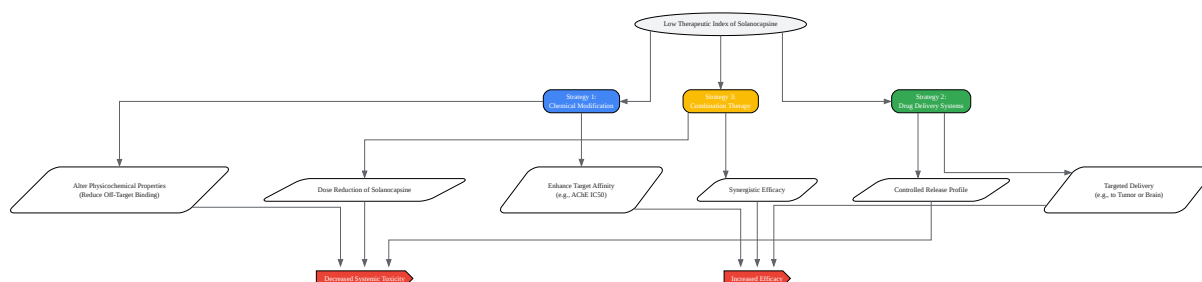 Low Therapeutic Index of Solanocapsine
Strategy 1:
Chemical Modification
Strategy 3:
Combination Therapy
Strategy 2:
Drug Delivery Systems
Alter Physicochemical Properties
(Reduce Off-Target Binding)
Dose Reduction of Solanocapsine
Enhance Target Affinity
(e.g., AChE IC50)
Synergistic Efficacy
Controlled Release Profile
Targeted Delivery
(e.g., to Tumor or Brain)
Decreased Systemic Toxicity
Increased Efficacy